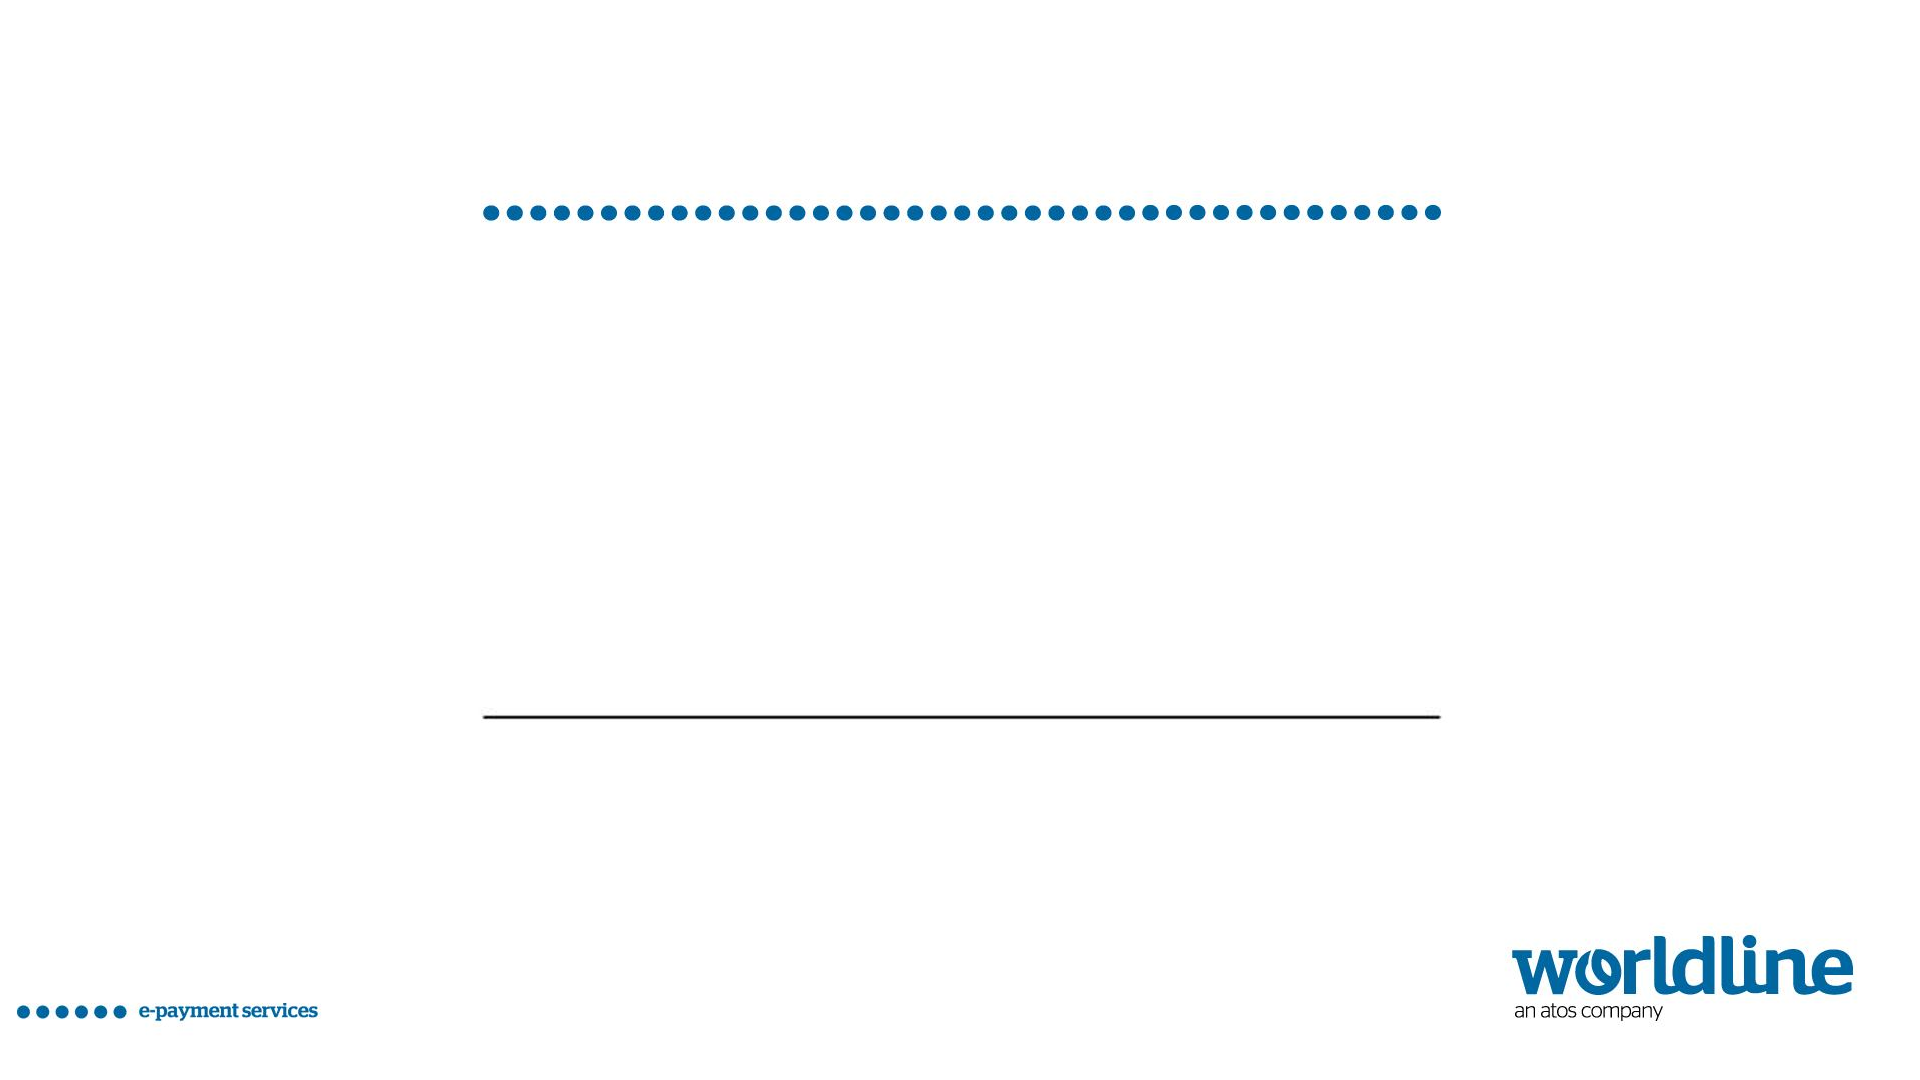 worldline
an atos company
e-payment services